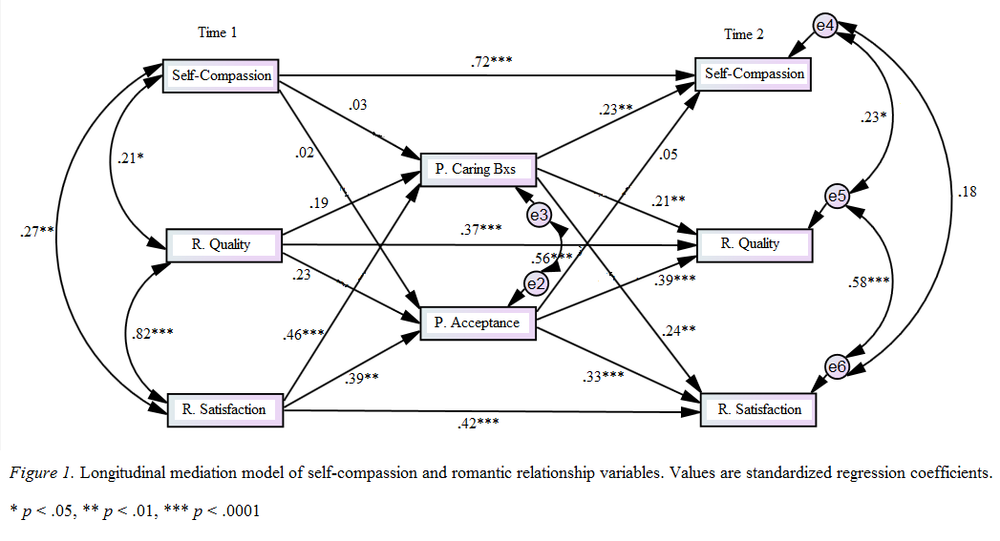 Time 1
Time 2
e4
Self-Compassion
.72***
Self-Compassion
.03
.23**
.23*
.21*
.02
.05
P. Caring Bxs
.18
.19
.21**
e5
e3
.27**
R. Quality
.37***
R. Quality
.56***
.23
e2
.39***
.58***
P. Acceptance
.82***
.46***
.24**
e6
.39**
.33***
R. Satisfaction
.42***
R. Satisfaction
Figure 1. Longitudinal mediation model of self-compassion and romantic relationship variables. Values are standardized regression coefficients.
* p < .05, ** p < .01, *** p < .0001